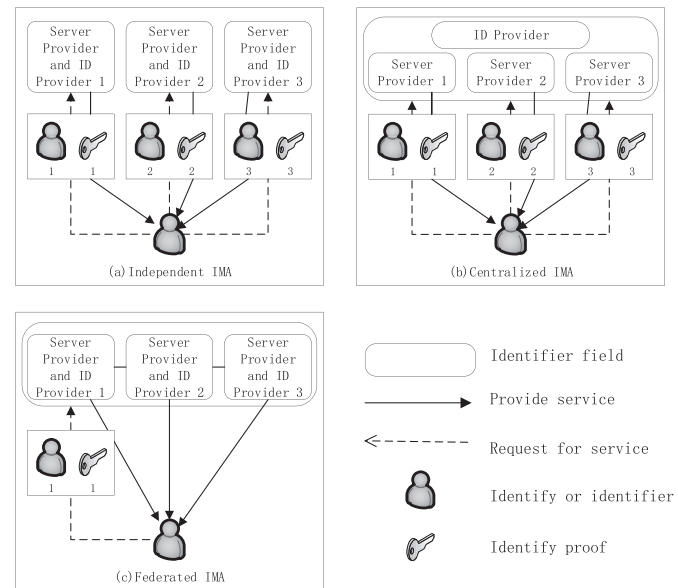 Server
Provider
and ID
Provider 1
Server
Provider
and ID
Provider 2
Server
Provider
and ID
Provider 3
1
1
2
2
3
3
(a)Independent IMA
ID Provider
Server
Provider 1
Server
Provider 2
Server
Provider 3
1
1
2
2
3
3
(b)Centralized IMA
Server
Provider
and ID
Provider 1
Server
Provider
and ID
Provider 2
Server
Provider
and ID
Provider 3
1
1
(c)Federated IMA
Identifier field
Provide service
Request for service
Identify or identifier
Identify proof